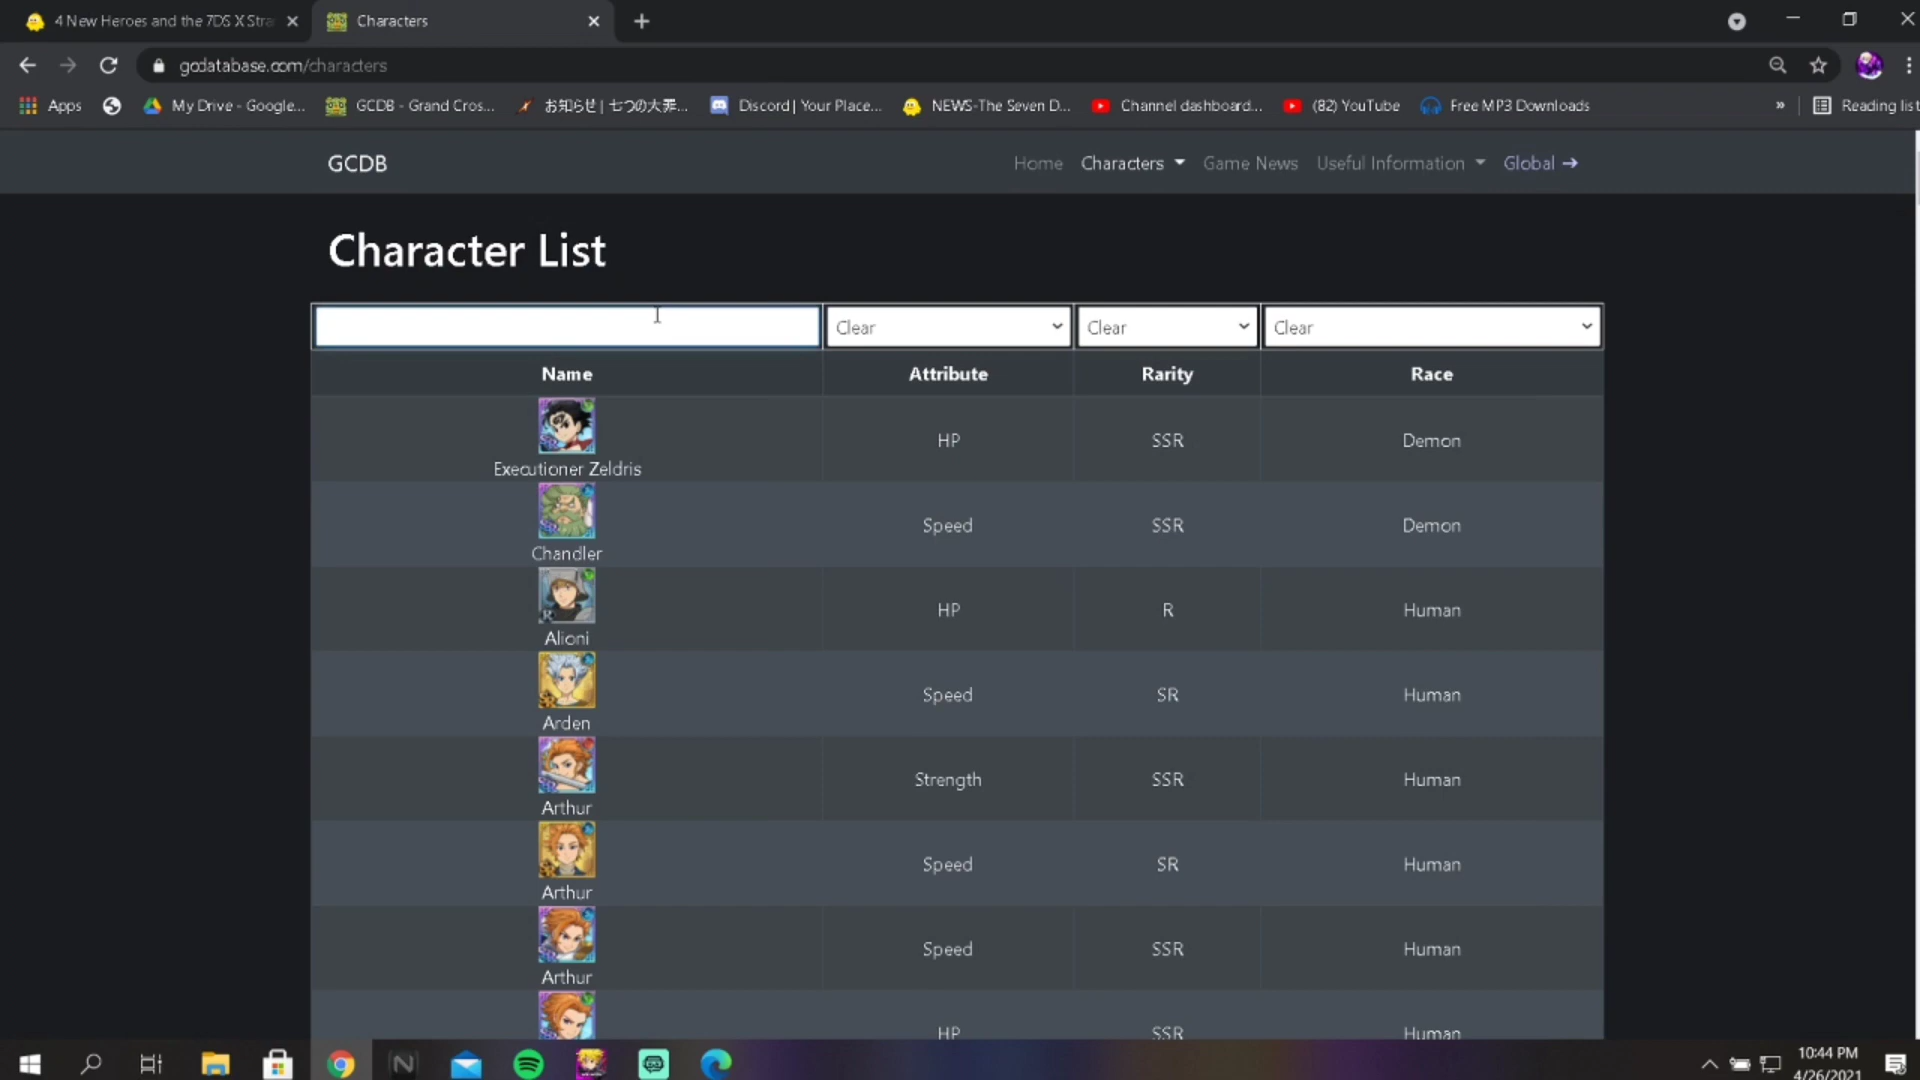 4 New Heroes and the 7DS X Stra
Characters
gcdatabase.com/characters
Apps
My Drive - Google...
GCDB - Grand Cros...
お知らせ | 七つの大罪...
Discord | Your Place...
NEWS-The Seven D...
Channel dashboard...
(82) YouTube
Free MP3 Downloads
»
Reading list
GCDB
Home
Characters
Game News
Useful Information
Global →
Character List
Clear
Clear
Clear
Name Attribute Rarity Race
Executioner Zeldris HP SSR Demon
Chandler Speed SSR Demon
Alioni HP R Human
Arden Speed SR Human
Arthur Strength SSR Human
Arthur Speed SR Human
Arthur Speed SSR Human
HP SSR Human
10:44 PM
4/26/2021